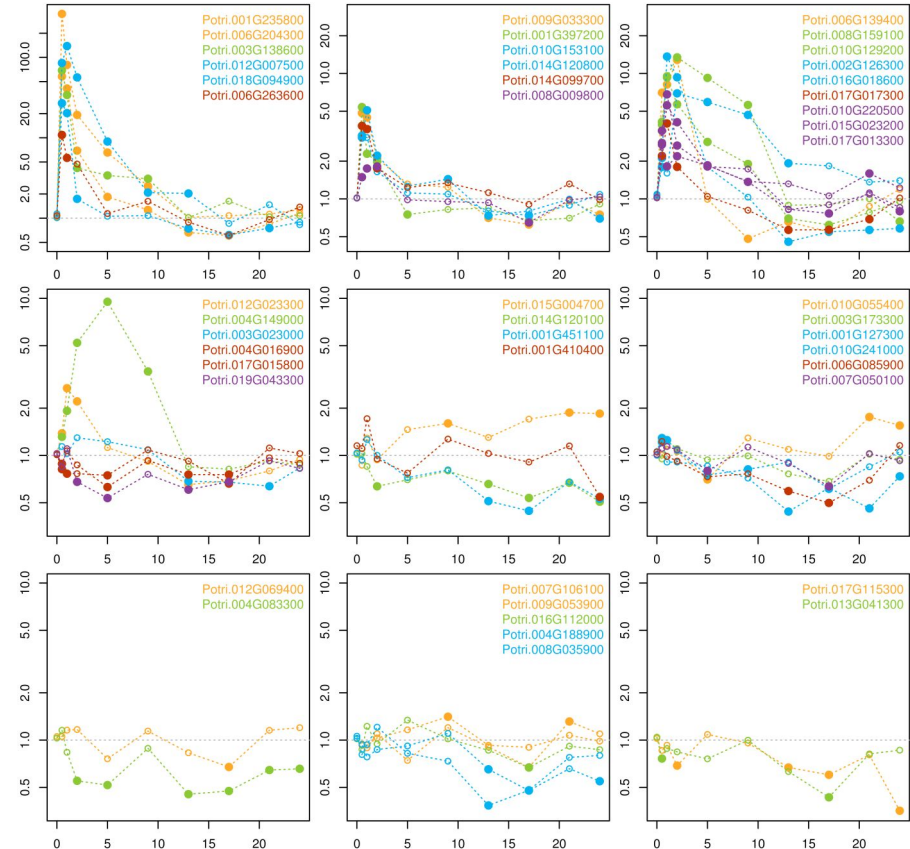 Potri.001G235800
Potri.006G204300
Potri.003G138600
Potri.012G007500
Potri.018G094900
Potri.006G263600
100.0
20.0
5.0
2.0
1.0
0.5
0 5 10 15 20
Potri.009G033300
Potri.001G397200
Potri.010G153100
Potri.014G120800
Potri.014G099700
Potri.008G009800
20.0
10.0
5.0
2.0
1.0
0.5
0 5 10 15 20
Potri.006G139400
Potri.008G159100
Potri.010G129200
Potri.002G126300
Potri.016G018600
Potri.017G017300
Potri.010G220500
Potri.015G023200
Potri.017G013300
20.0
10.0
5.0
2.0
1.0
0.5
0 5 10 15 20
Potri.012G023300
Potri.004G149000
Potri.003G023000
Potri.004G016900
Potri.017G015800
Potri.019G043300
10.0
5.0
2.0
1.0
0.5
0 5 10 15 20
Potri.015G004700
Potri.014G120100
Potri.001G451100
Potri.001G410400
10.0
5.0
2.0
1.0
0.5
0 5 10 15 20
Potri.010G055400
Potri.003G173300
Potri.001G127300
Potri.010G241000
Potri.006G085900
Potri.007G050100
10.0
5.0
2.0
1.0
0.5
0 5 10 15 20
Potri.012G069400
Potri.004G083300
10.0
5.0
2.0
1.0
0.5
0 5 10 15 20
Potri.007G106100
Potri.009G053900
Potri.016G112000
Potri.004G188900
Potri.008G035900
10.0
5.0
2.0
1.0
0.5
0 5 10 15 20
Potri.017G115300
Potri.013G041300
10.0
5.0
2.0
1.0
0.5
0 5 10 15 20